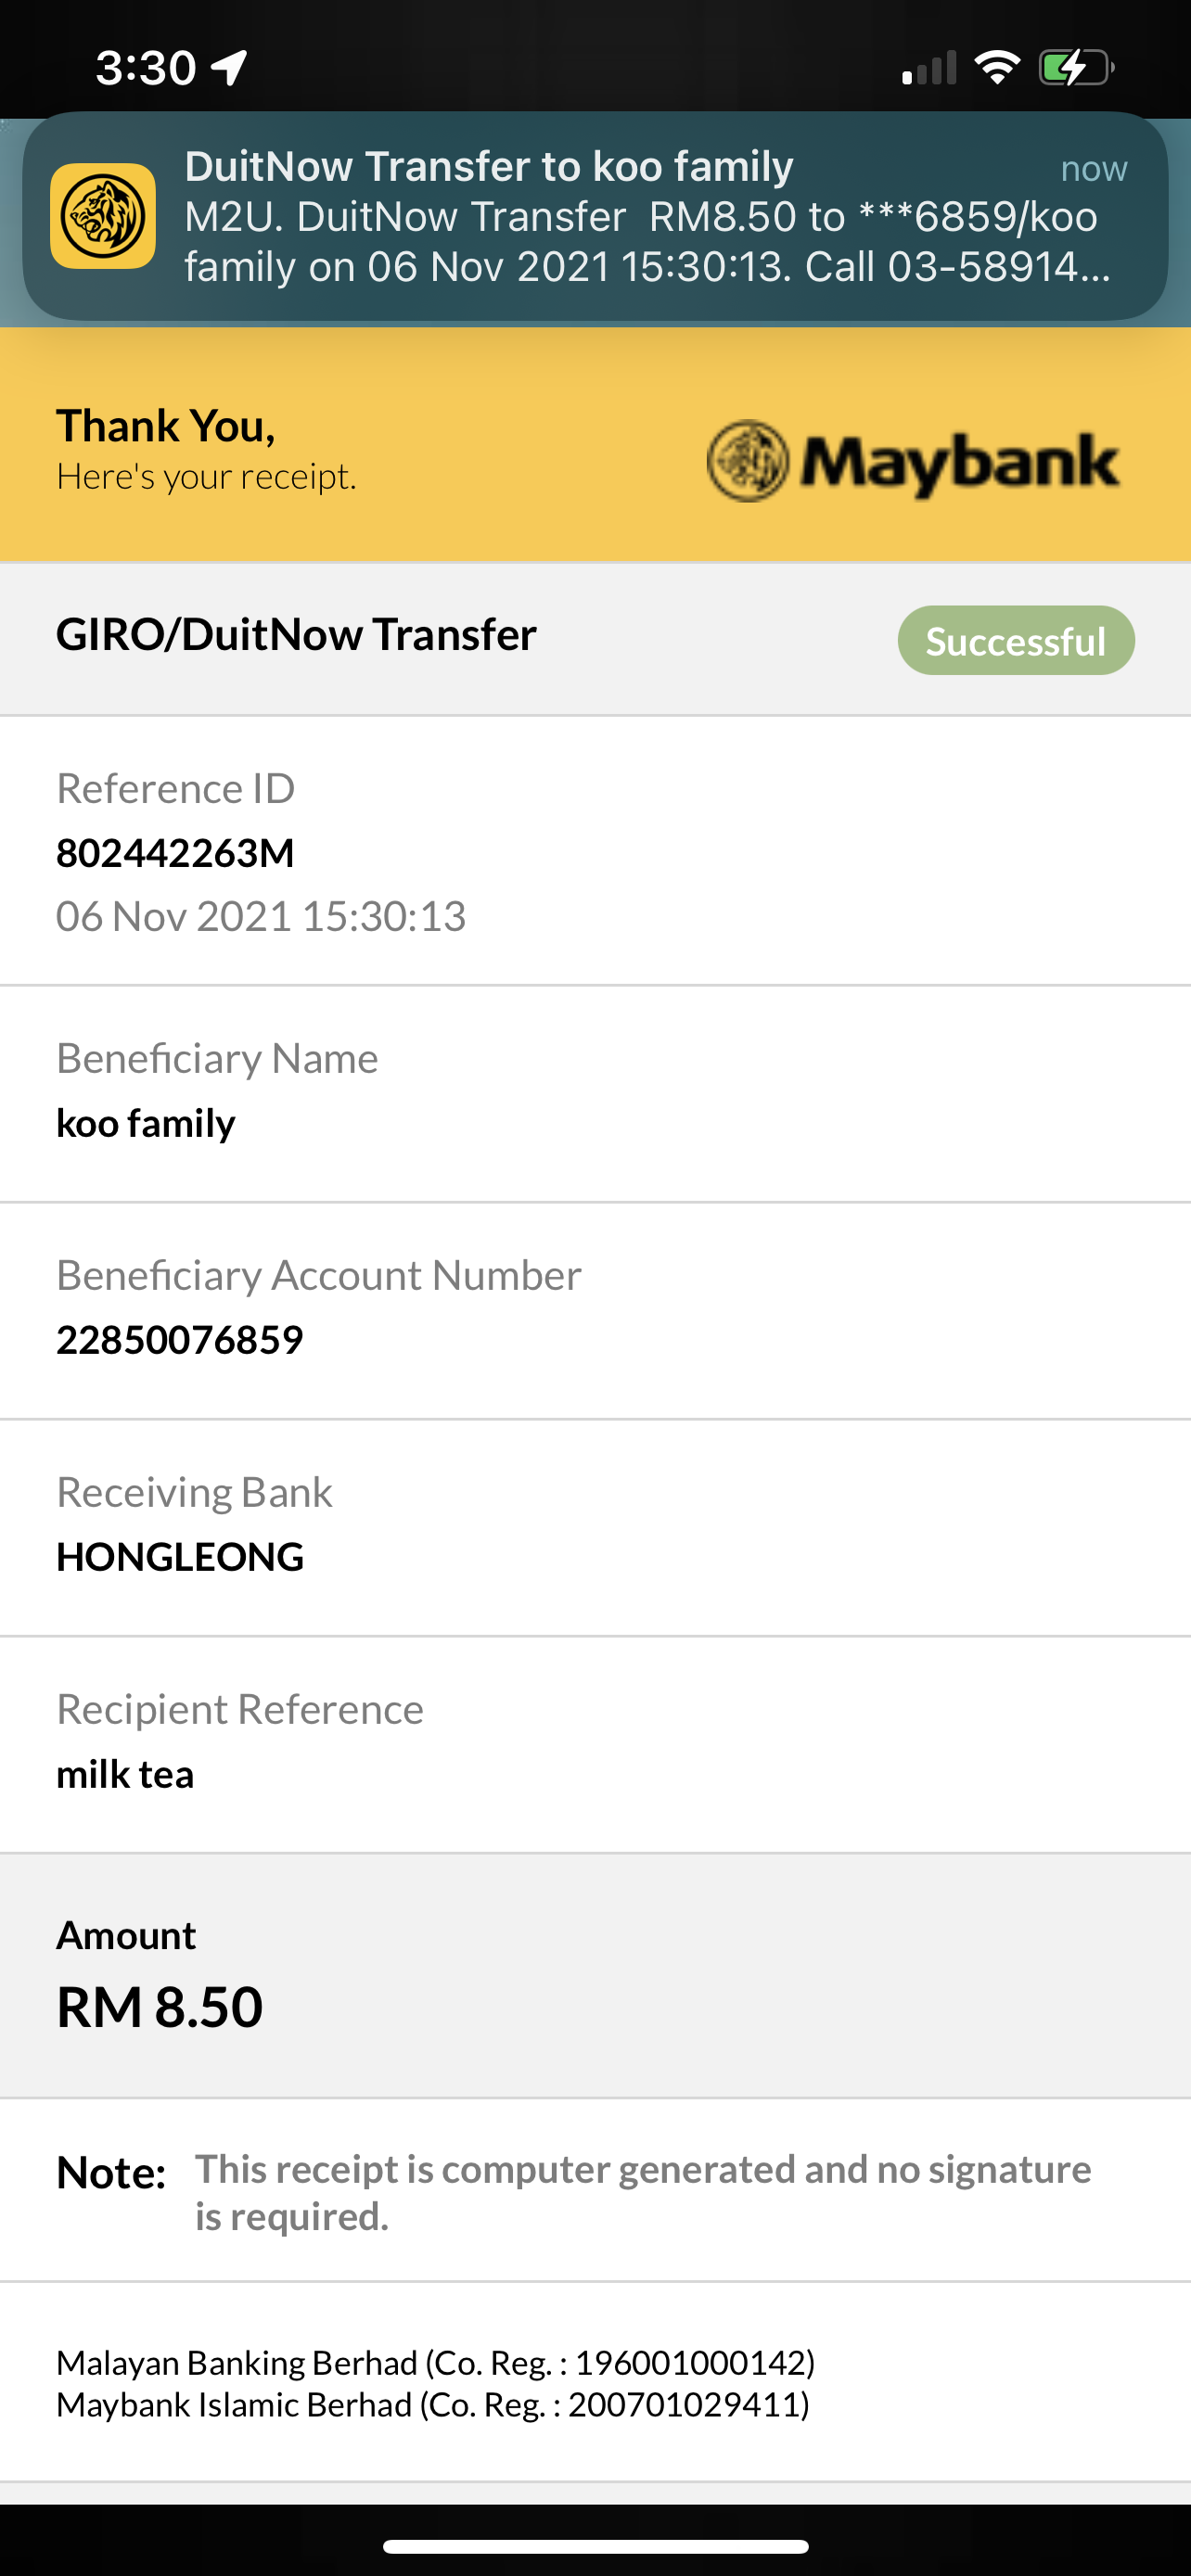 3:30
DuitNow Transfer to koo family now
M2U. DuitNow Transfer  RM8.50 to ***6859/koo
family on 06 Nov 2021 15:30:13. Call 03-58914...
Thank You,
Here's your receipt.
Maybank
GIRO/DuitNow Transfer
Successful
Reference ID
802442263M
06 Nov 2021 15:30:13
Beneficiary Name
koo family
Beneficiary Account Number
22850076859
Receiving Bank
HONGLEONG
Recipient Reference
milk tea
Amount
RM 8.50
Note: This receipt is computer generated and no signature
is required.
Malayan Banking Berhad (Co. Reg. : 196001000142)
Maybank Islamic Berhad (Co. Reg. : 200701029411)